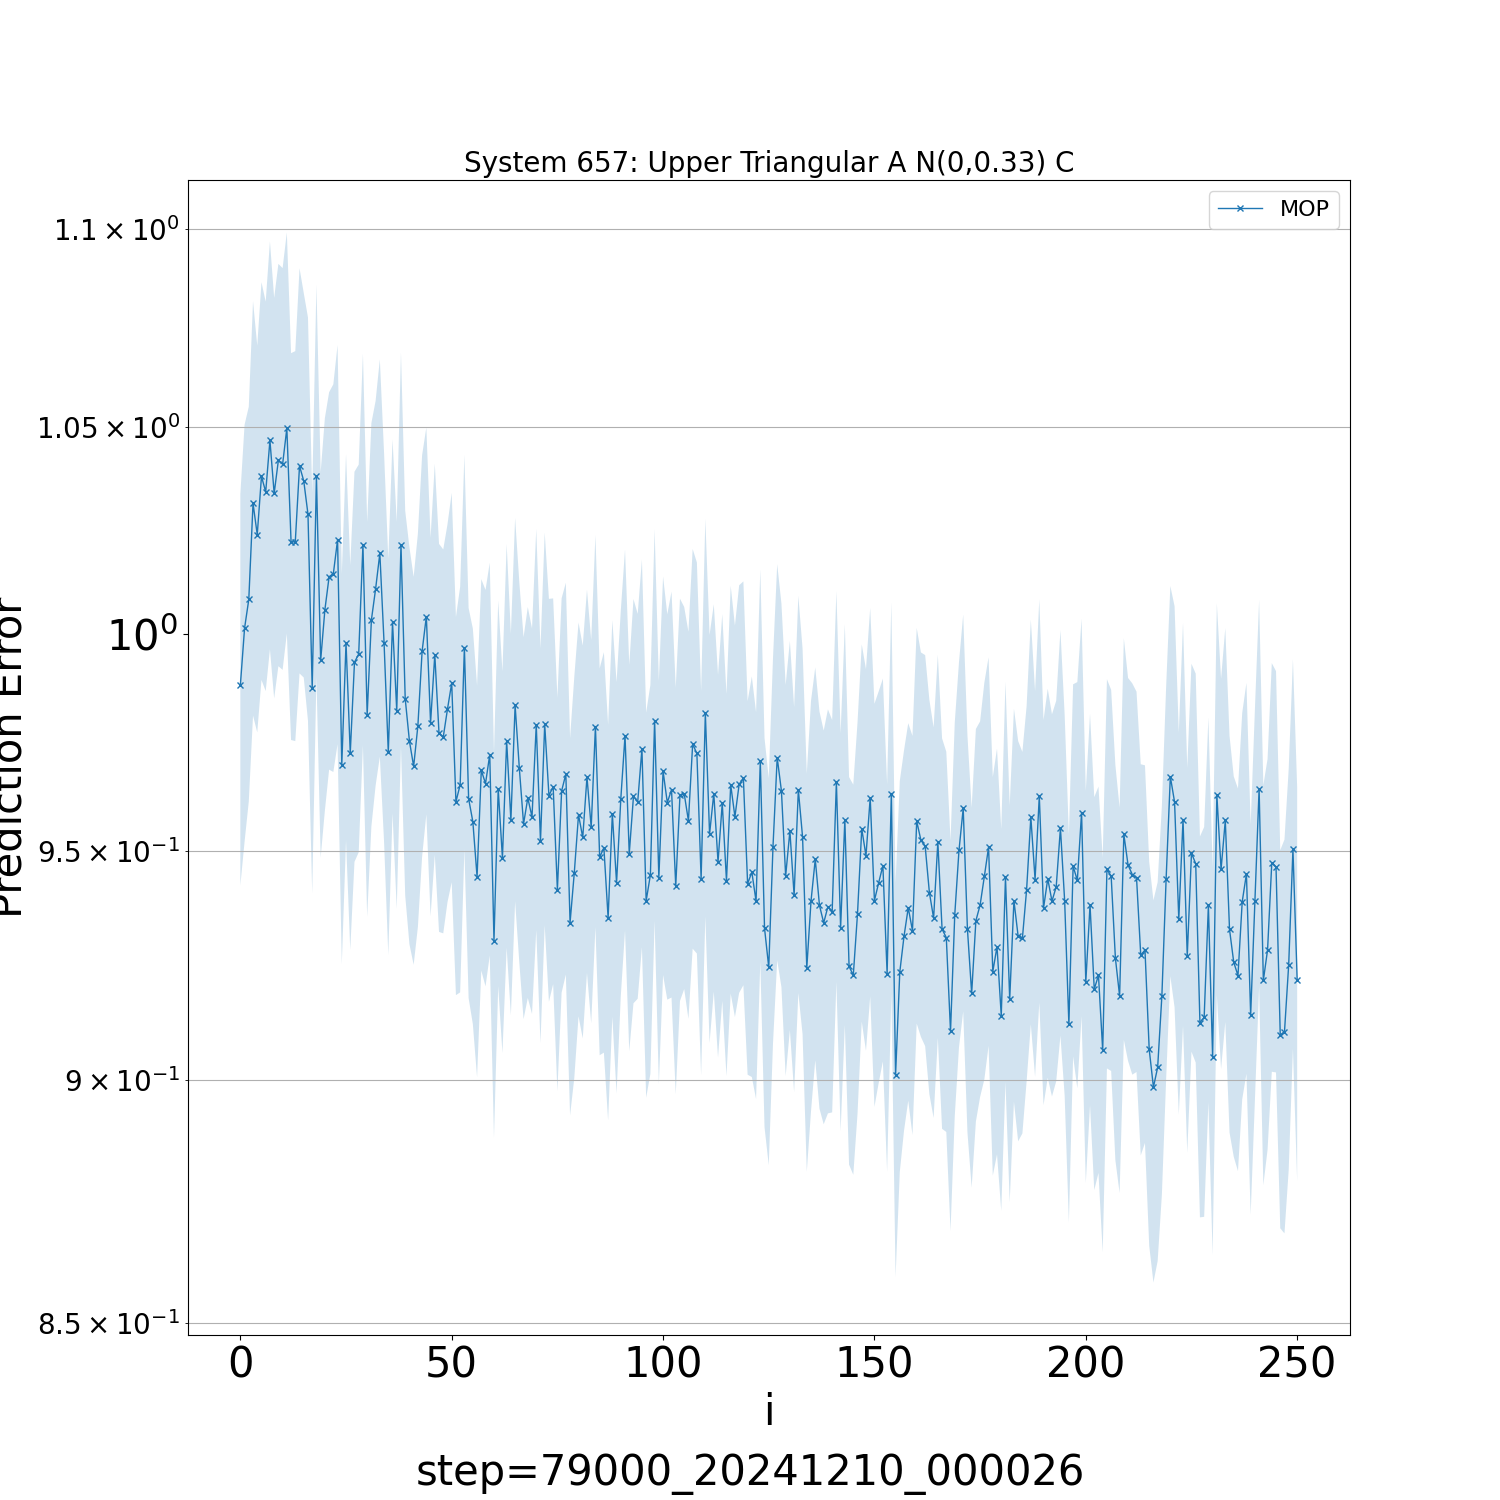 System 657: Upper Triangular A N(0,0.33) C
MOP
1.1 × 10⁰
1.05 × 10⁰
10⁰
9.5 × 10⁻¹
9 × 10⁻¹
8.5 × 10⁻¹
Prediction Error
0 50 100 150 200 250
i
step=79000_20241210_000026